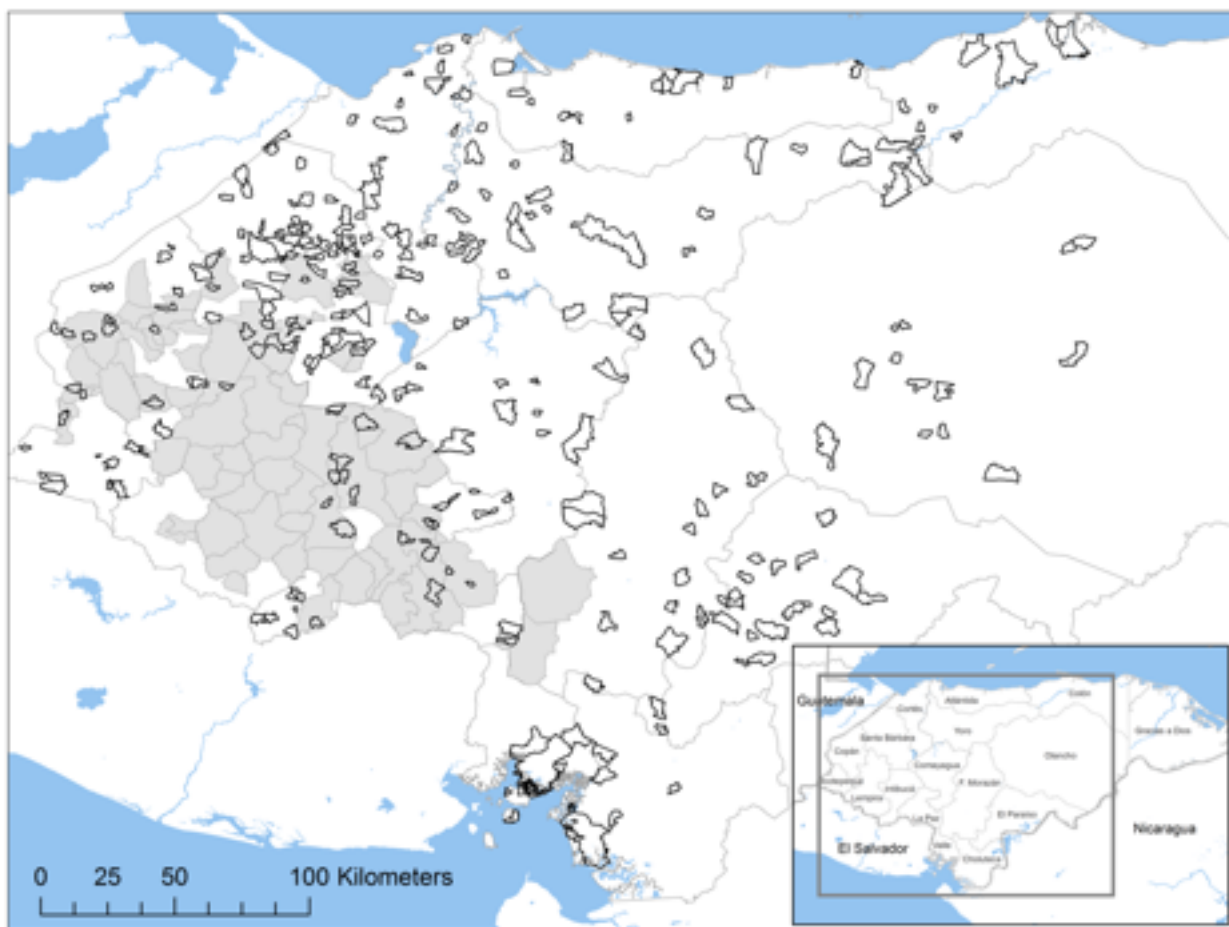 0 25 50 100 Kilometers
Guatemala
Cortés
Atlántida
Colón
Santa Bárbara
Yoro
Gracias a Dios
Copán
Olancho
Comayagua
Ocotepeque
Intibucá
F. Morazán
Lempira
La Paz
El Paraíso
Nicaragua
El Salvador
Valle
Choluteca